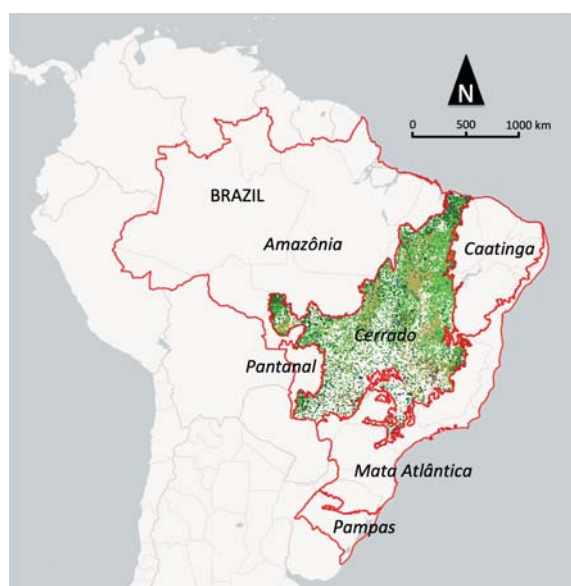 N
0 500 1000 km
BRAZIL
Amazônia
Caatinga
Cerrado
Pantanal
Mata Atlântica
Pampas